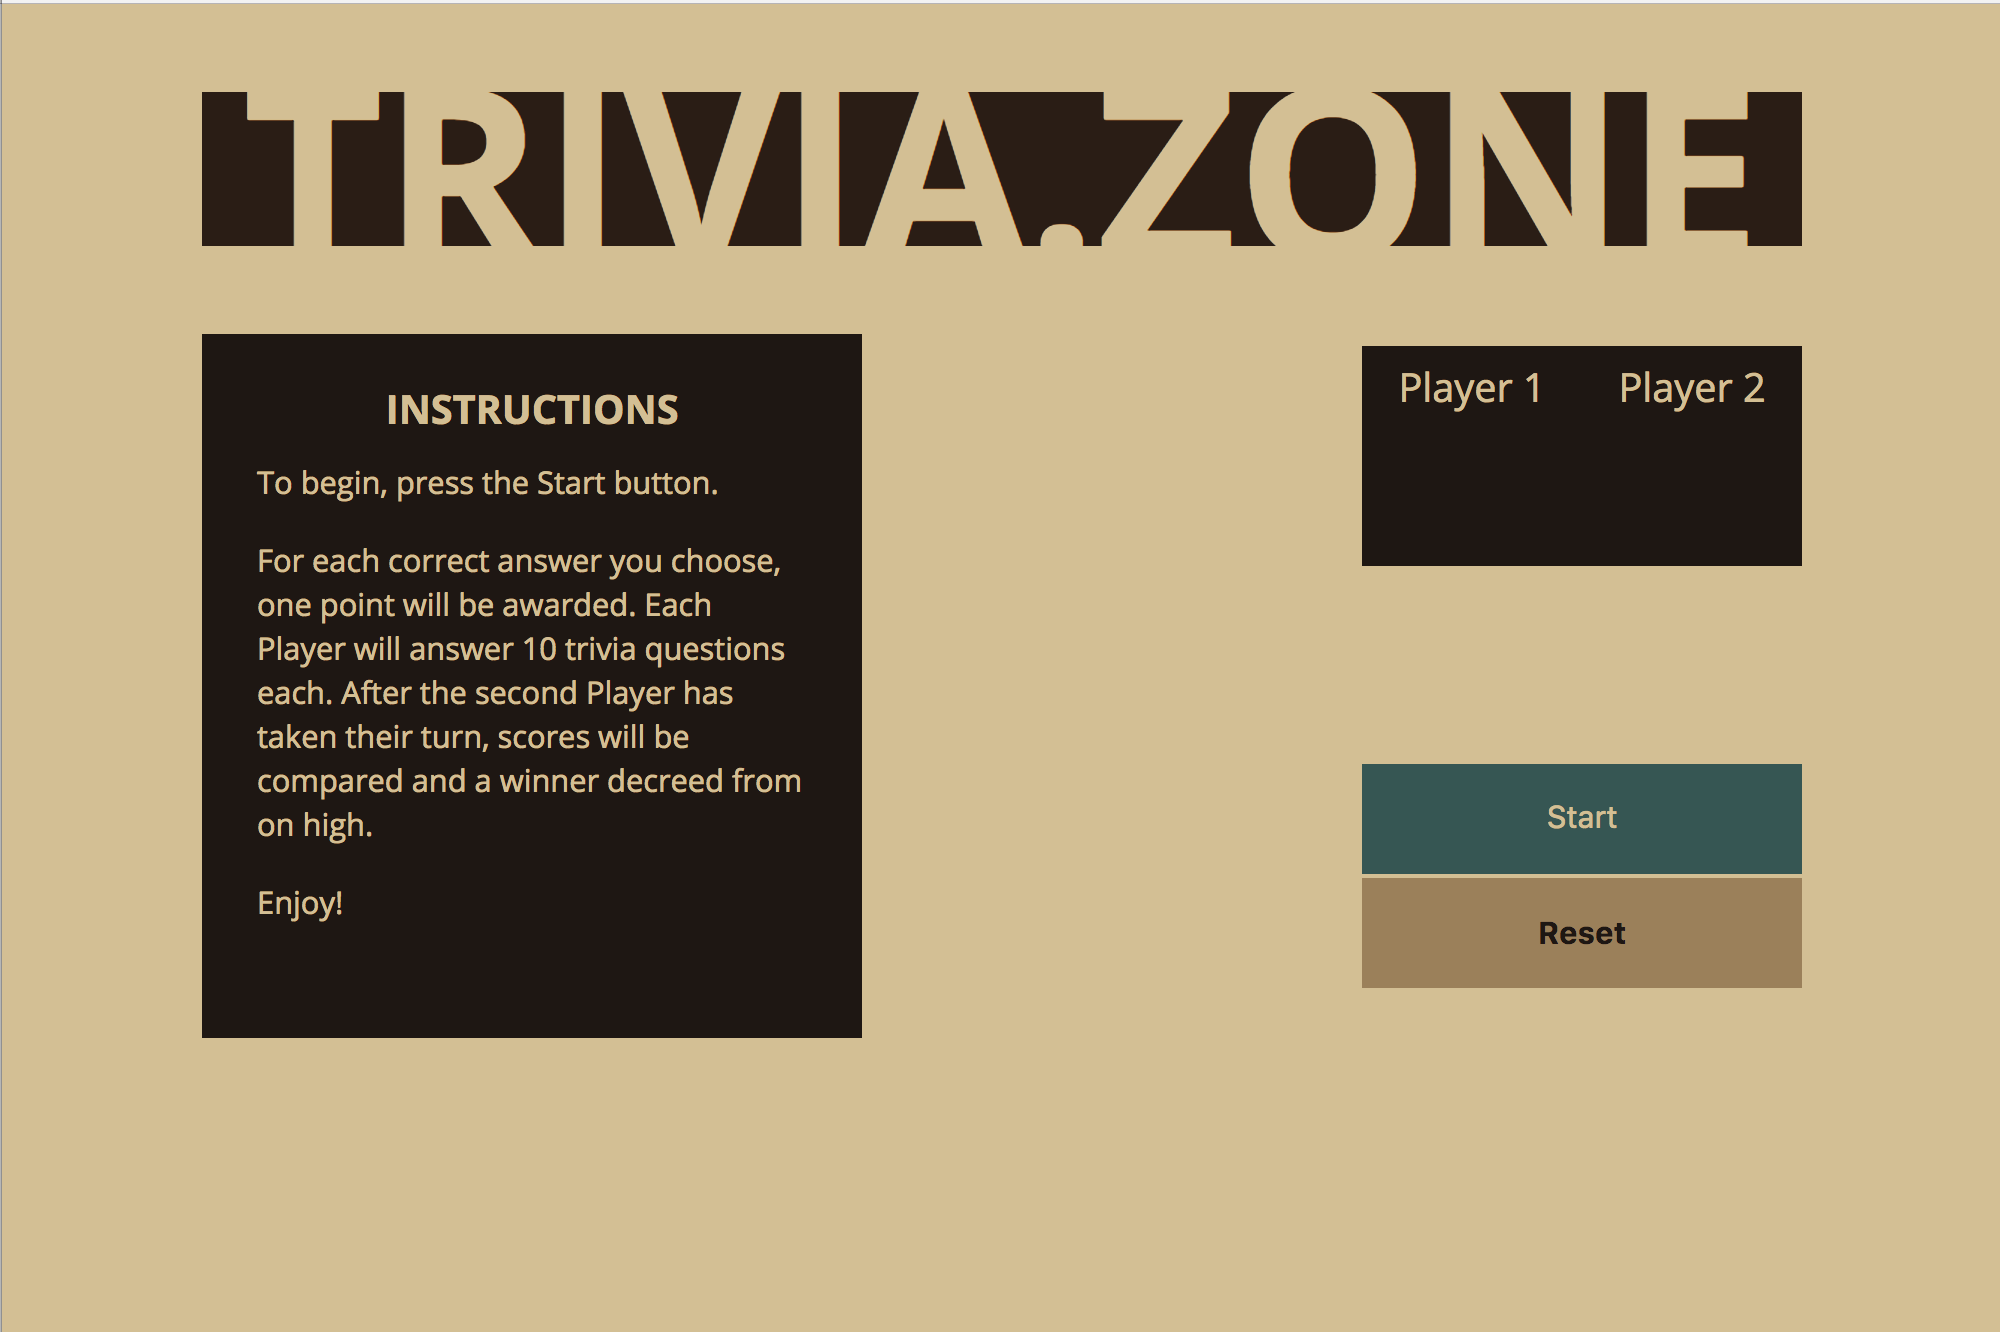 TRIVIA.ZONE
INSTRUCTIONS
To begin, press the Start button.
For each correct answer you choose,
one point will be awarded. Each
Player will answer 10 trivia questions
each. After the second Player has
taken their turn, scores will be
compared and a winner decreed from
on high.
Enjoy!
Player 1 Player 2
Start
Reset